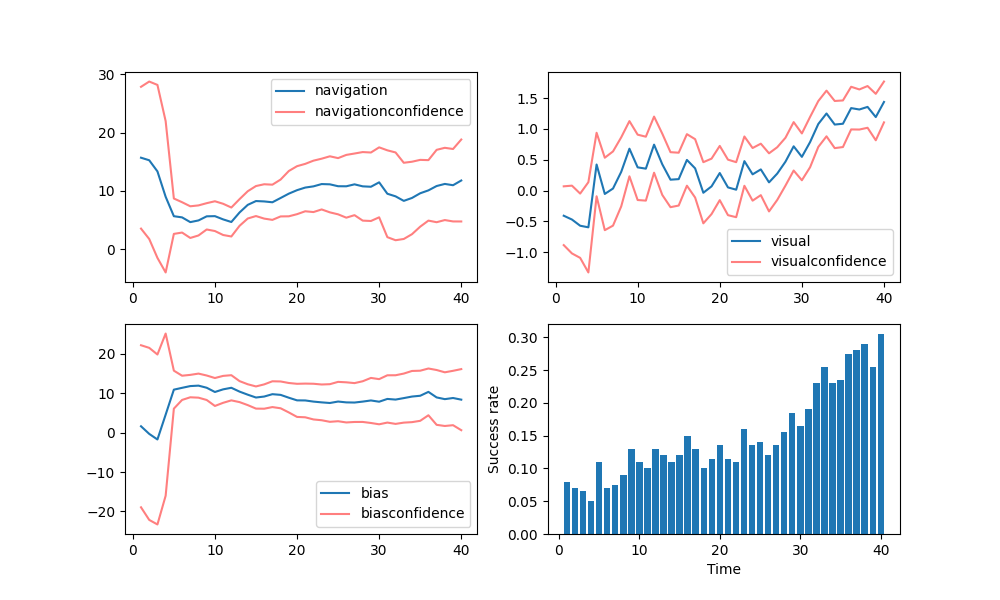 30
20
10
0
navigation
navigationconfidence
0 10 20 30 40
1.5
1.0
0.5
0.0
−0.5
−1.0
visual
visualconfidence
0 10 20 30 40
20
10
0
−10
−20
bias
biasconfidence
0 10 20 30 40
Success rate
0.30
0.25
0.20
0.15
0.10
0.05
0.00
0 10 20 30 40
Time